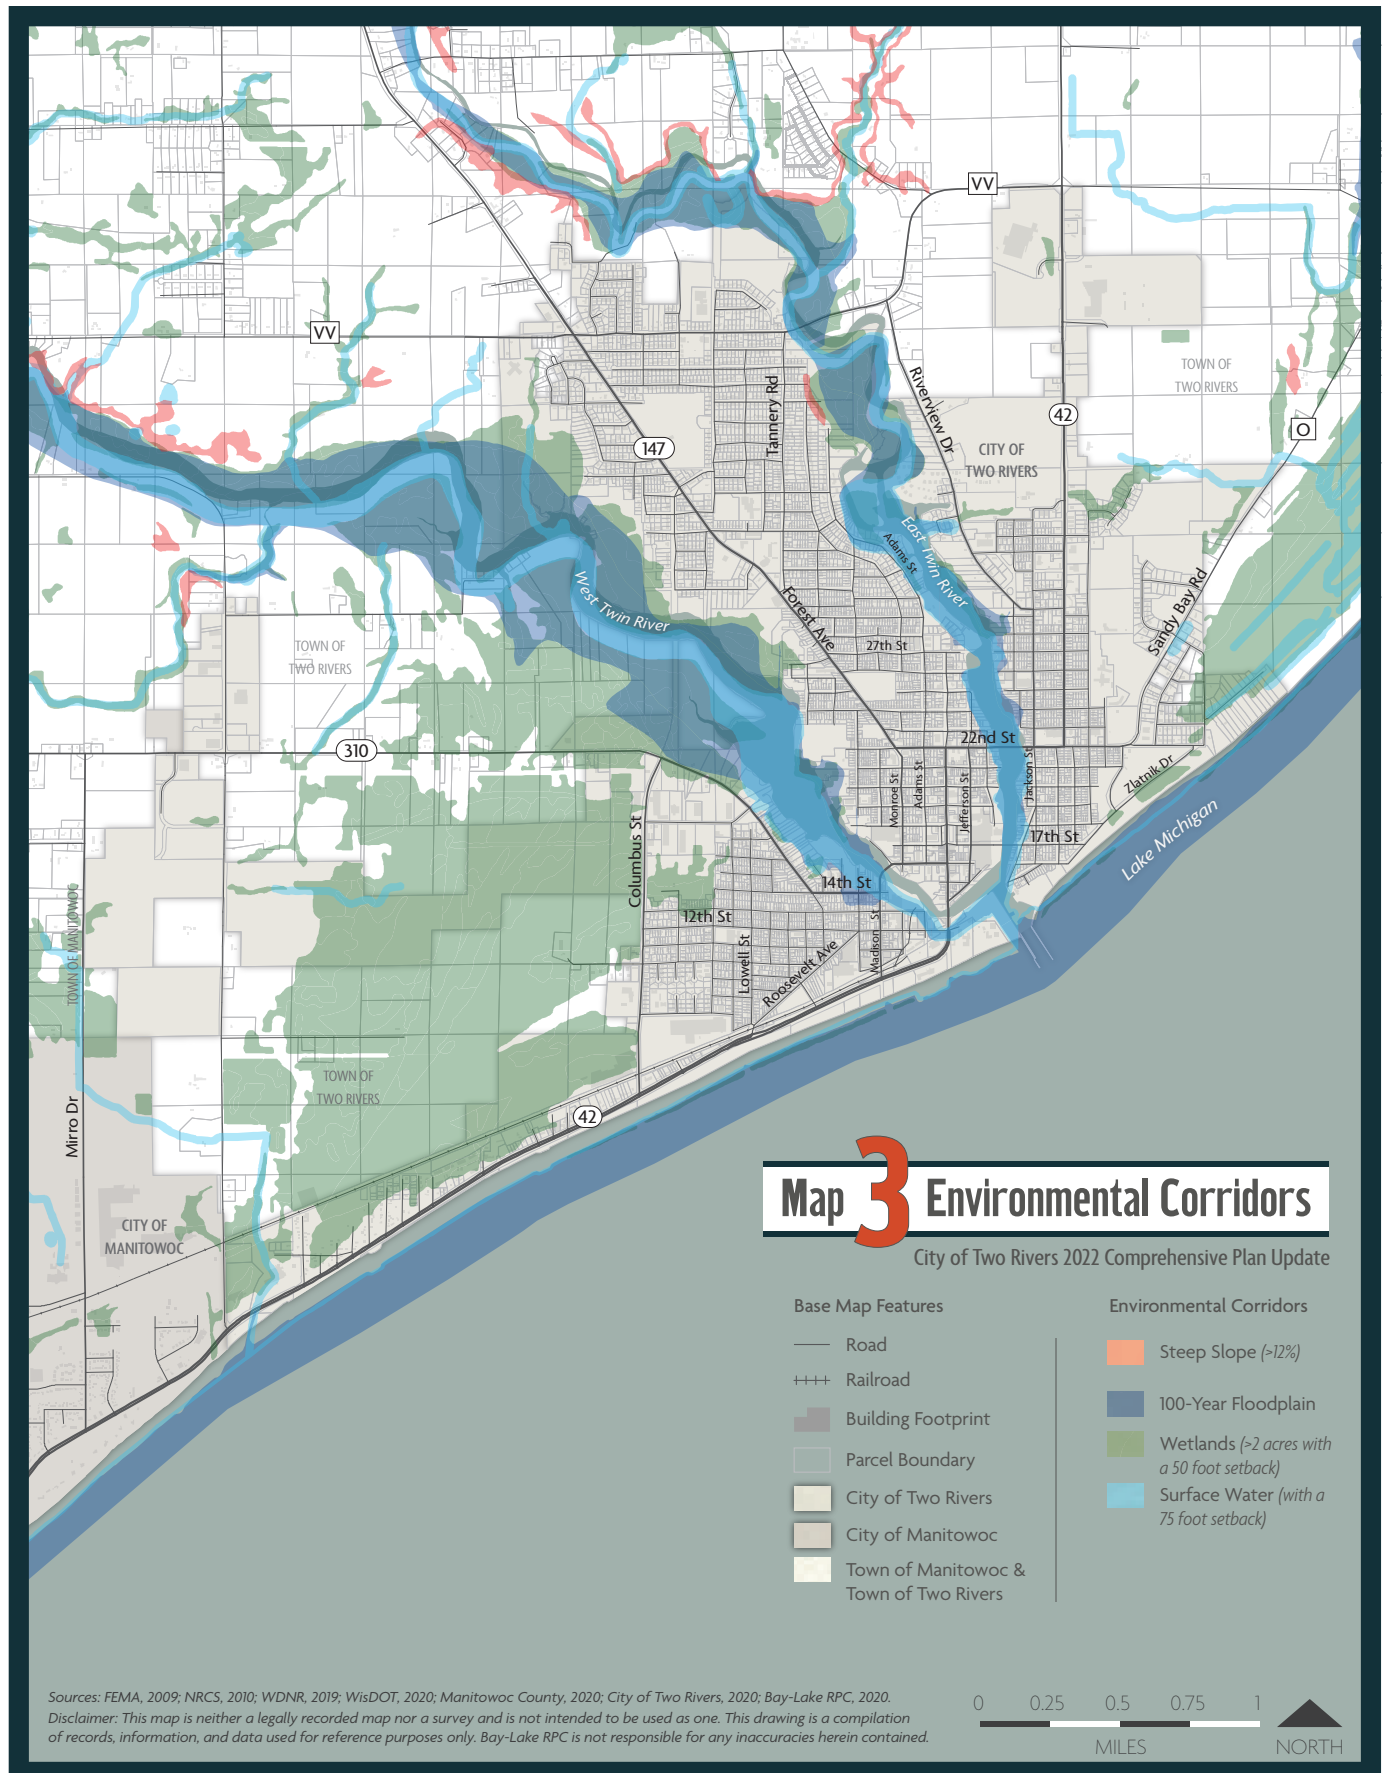 VV
VV
TOWN OF
TWO RIVERS
Riverview Dr
Tannery Rd
42
O
147
CITY OF
TWO RIVERS
East Twin River
Adams St
West Twin River
Forest Ave
Sandy Bay Rd
27th St
TOWN OF
TWO RIVERS
310
22nd St
Monroe St
Adams St
Jefferson St
Jackson St
Zlatnik Dr
17th St
Lake Michigan
Columbus St
14th St
12th St
Lowell St
Roosevelt Ave
Madison St
TOWN OF MANITOWOC
TOWN OF
TWO RIVERS
42
Mirro Dr
CITY OF
MANITOWOC
Map 3 Environmental Corridors
City of Two Rivers 2022 Comprehensive Plan Update
Base Map Features
Road
Railroad
Building Footprint
Parcel Boundary
City of Two Rivers
City of Manitowoc
Town of Manitowoc &
Town of Two Rivers
Environmental Corridors
Steep Slope (>12%)
100-Year Floodplain
Wetlands (>2 acres with
a 50 foot setback)
Surface Water (with a
75 foot setback)
Sources: FEMA, 2009; NRCS, 2010; WDNR, 2019; WisDOT, 2020; Manitowoc County, 2020; City of Two Rivers, 2020; Bay-Lake RPC, 2020.
Disclaimer: This map is neither a legally recorded map nor a survey and is not intended to be used as one. This drawing is a compilation
of records, information, and data used for reference purposes only. Bay-Lake RPC is not responsible for any inaccuracies herein contained.
0 0.25 0.5 0.75 1
MILES
NORTH